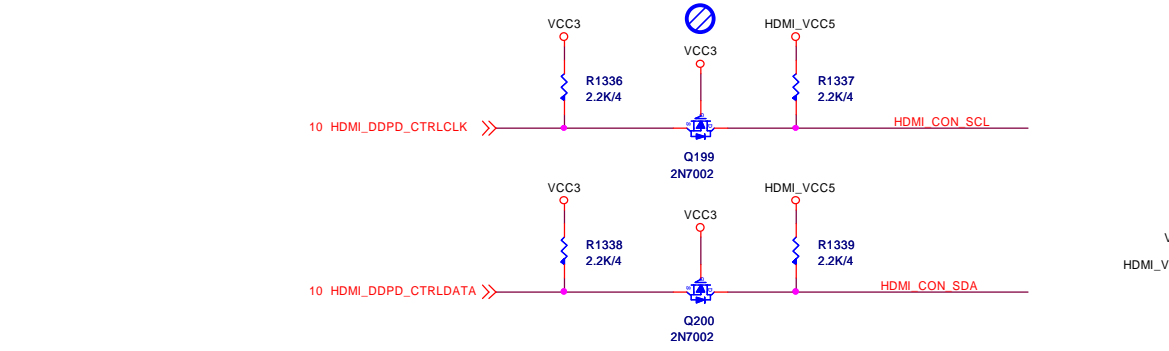 VCC3
HDMI_VCC5
VCC3
R1336
2.2K/4
R1337
2.2K/4
10 HDMI_DDPD_CTRLCLK
HDMI_CON_SCL
Q199
2N7002
VCC3
HDMI_VCC5
VCC3
R1338
2.2K/4
R1339
2.2K/4
V
HDMI_V
10 HDMI_DDPD_CTRLDATA
HDMI_CON_SDA
Q200
2N7002